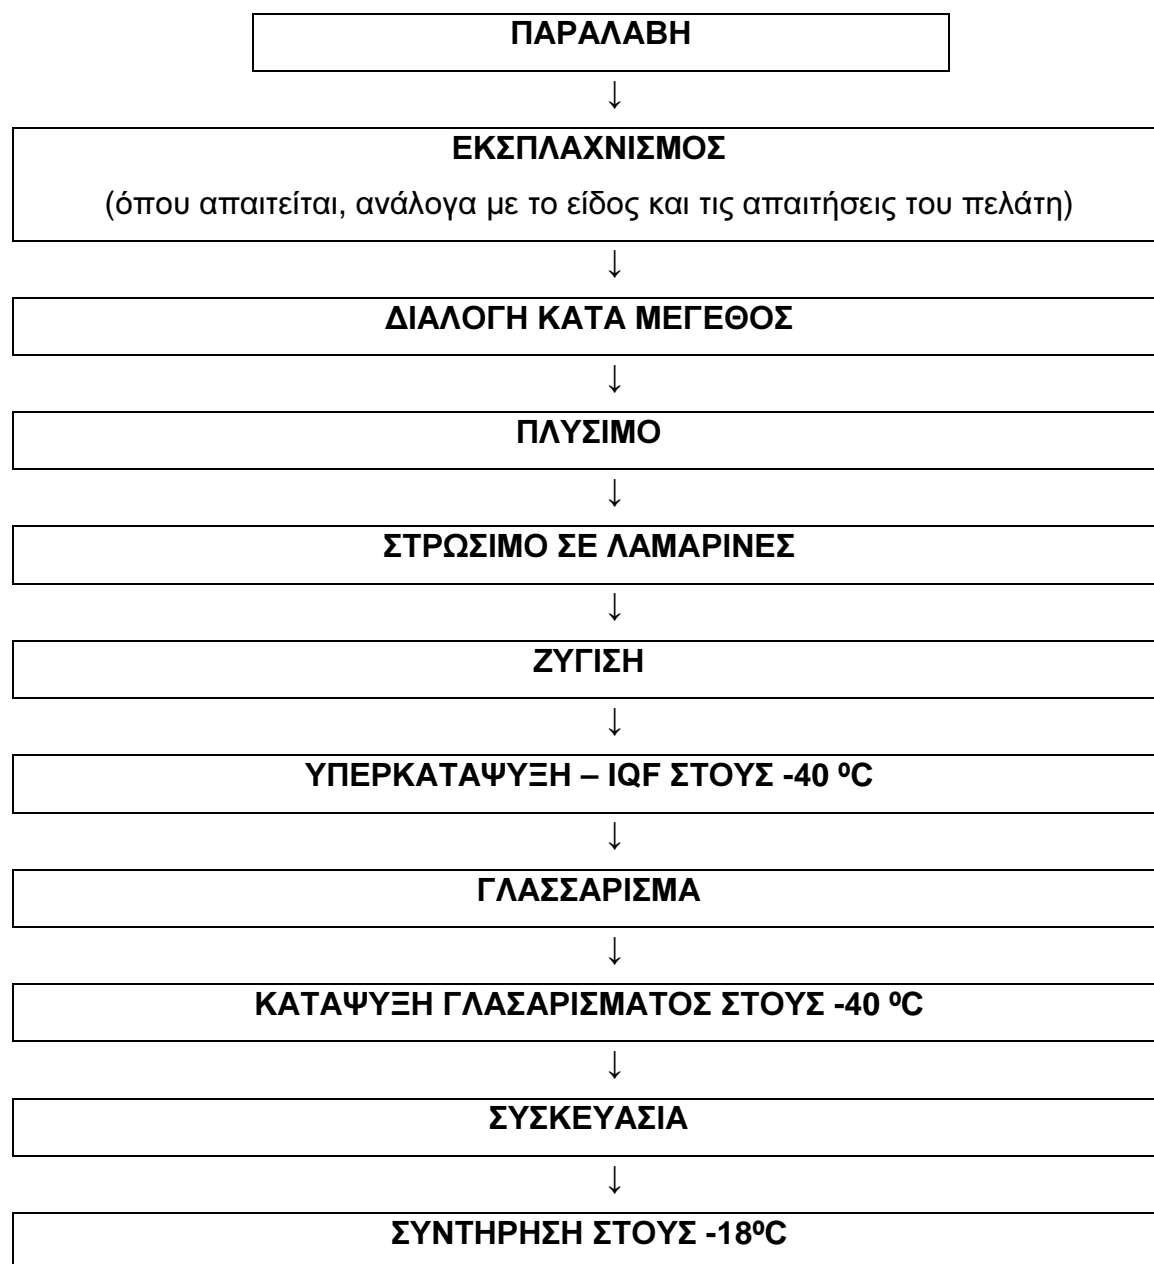 ΠΑΡΑΛΑΒΗ
↓
ΕΚΣΠΛΑΧΝΙΣΜΟΣ
(όπου απαιτείται, ανάλογα με το είδος και τις απαιτήσεις του πελάτη)
↓
ΔΙΑΛΟΓΗ ΚΑΤΑ ΜΕΓΕΘΟΣ
↓
ΠΛΥΣΙΜΟ
↓
ΣΤΡΩΣΙΜΟ ΣΕ ΛΑΜΑΡΙΝΕΣ
↓
ΖΥΓΙΣΗ
↓
ΥΠΕΡΚΑΤΑΨΥΞΗ – IQF ΣΤΟΥΣ -40 ºC
↓
ΓΛΑΣΣΑΡΙΣΜΑ
↓
ΚΑΤΑΨΥΞΗ ΓΛΑΣΑΡΙΣΜΑΤΟΣ ΣΤΟΥΣ -40 ºC
↓
ΣΥΣΚΕΥΑΣΙΑ
↓
ΣΥΝΤΗΡΗΣΗ ΣΤΟΥΣ -18ºC